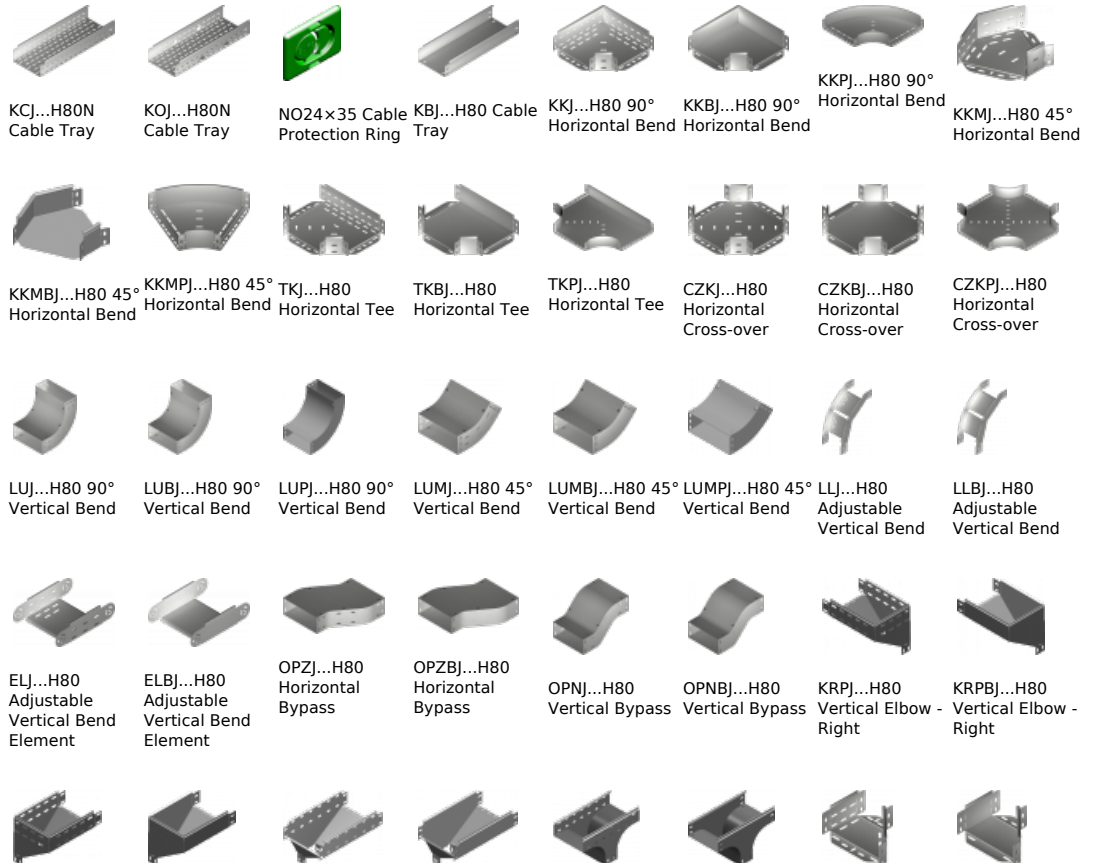 KCJ...H80N
Cable Tray
KOJ...H80N
Cable Tray
NO24×35 Cable
Protection Ring
KBJ...H80 Cable
Tray
KKJ...H80 90°
Horizontal Bend
KKBJ...H80 90°
Horizontal Bend
KKPJ...H80 90°
Horizontal Bend
KKMJ...H80 45°
Horizontal Bend
KKMBJ...H80 45°
Horizontal Bend
KKMPJ...H80 45°
Horizontal Bend
TKJ...H80
Horizontal Tee
TKBJ...H80
Horizontal Tee
TKPJ...H80
Horizontal Tee
CZKJ...H80
Horizontal
Cross-over
CZKBJ...H80
Horizontal
Cross-over
CZKPJ...H80
Horizontal
Cross-over
LUJ...H80 90°
Vertical Bend
LUBJ...H80 90°
Vertical Bend
LUPJ...H80 90°
Vertical Bend
LUMJ...H80 45°
Vertical Bend
LUMBJ...H80 45°
Vertical Bend
LUMPJ...H80 45°
Vertical Bend
LLJ...H80
Adjustable
Vertical Bend
LLBJ...H80
Adjustable
Vertical Bend
ELJ...H80
Adjustable
Vertical Bend
Element
ELBJ...H80
Adjustable
Vertical Bend
Element
OPZJ...H80
Horizontal
Bypass
OPZBJ...H80
Horizontal
Bypass
OPNJ...H80
Vertical Bypass
OPNBJ...H80
Vertical Bypass
KRPJ...H80
Vertical Elbow -
Right
KRPBJ...H80
Vertical Elbow -
Right